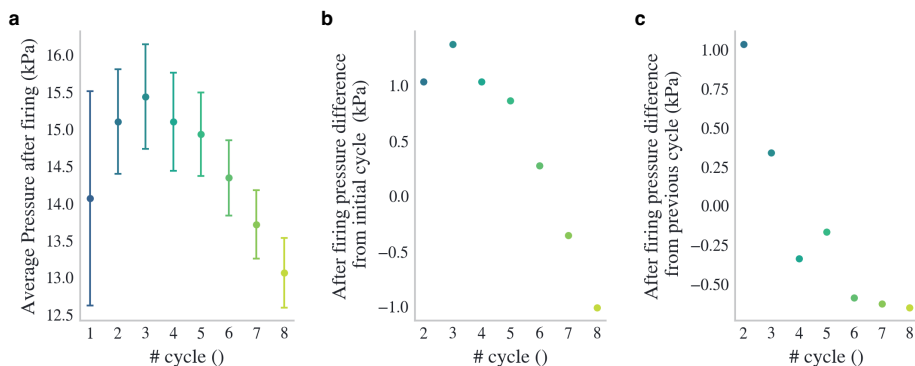 a
Average Pressure after firing (kPa)
16.0
15.5
15.0
14.5
14.0
13.5
13.0
12.5
1 2 3 4 5 6 7 8
# cycle ()
b
After firing pressure difference
from initial cycle (kPa)
1.0
0.5
0.0
−0.5
−1.0
2 3 4 5 6 7 8
# cycle ()
c
After firing pressure difference
from previous cycle (kPa)
1.00
0.75
0.50
0.25
0.00
−0.25
−0.50
2 3 4 5 6 7 8
# cycle ()